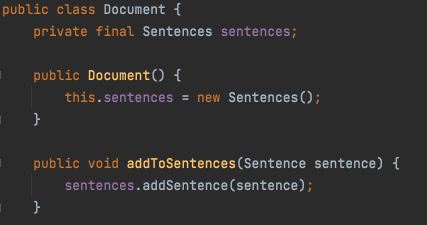 public class Document {
    private final Sentences sentences;
    public Document() {
        this.sentences = new Sentences();
    }
    public void addToSentences(Sentence sentence) {
        sentences.addSentence(sentence);
    }